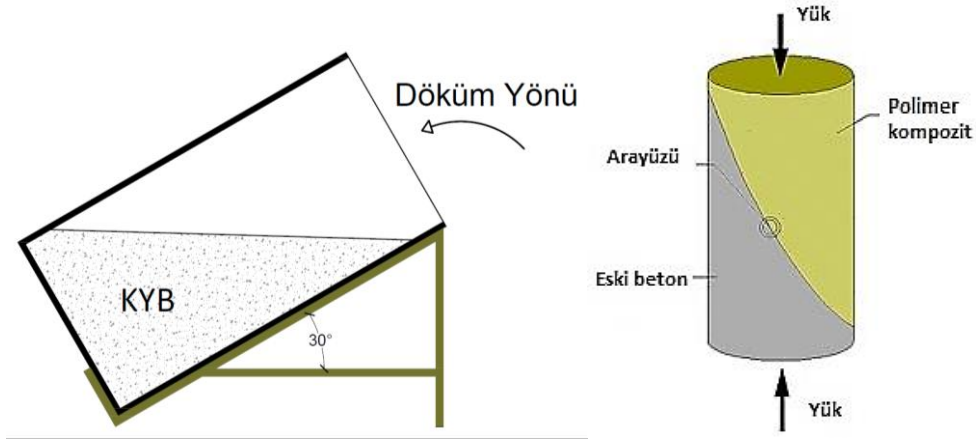 Döküm Yönü
KYB
30°
Yük
Polimer
kompozit
Arayüzü
Eski beton
Yük